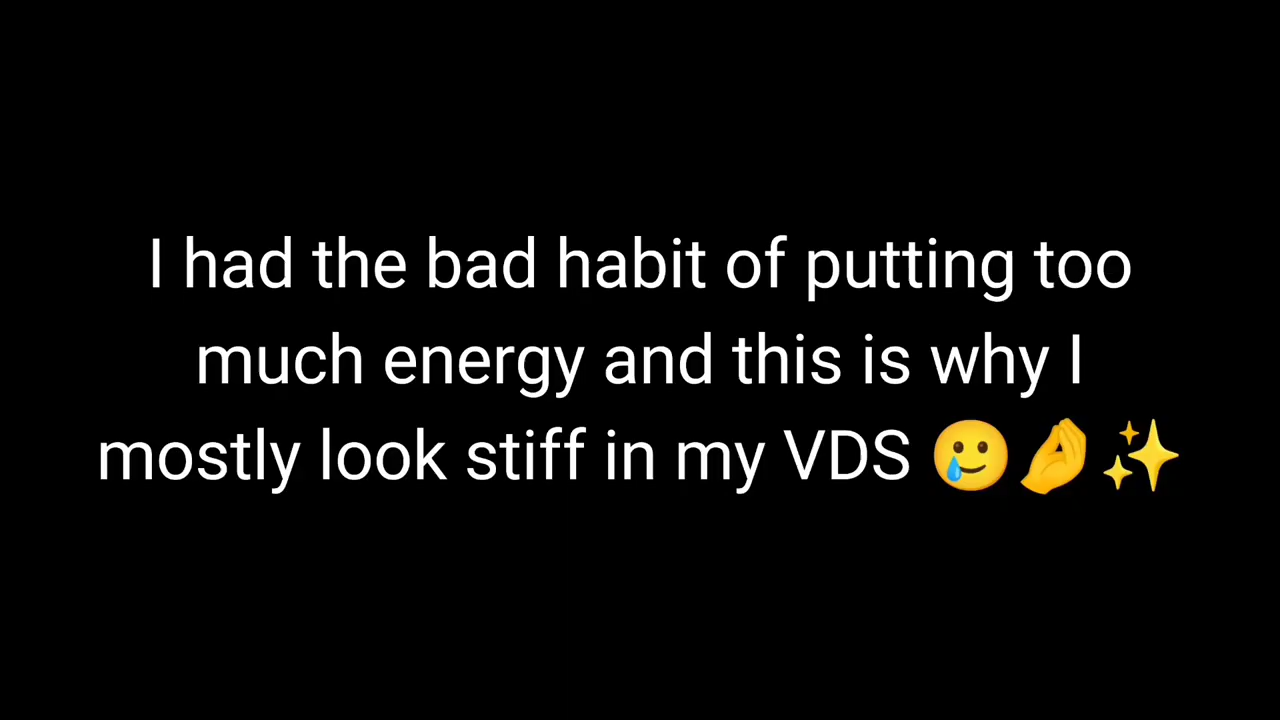 I had the bad habit of putting too
much energy and this is why I
mostly look stiff in my VDS 🥲🤌✨